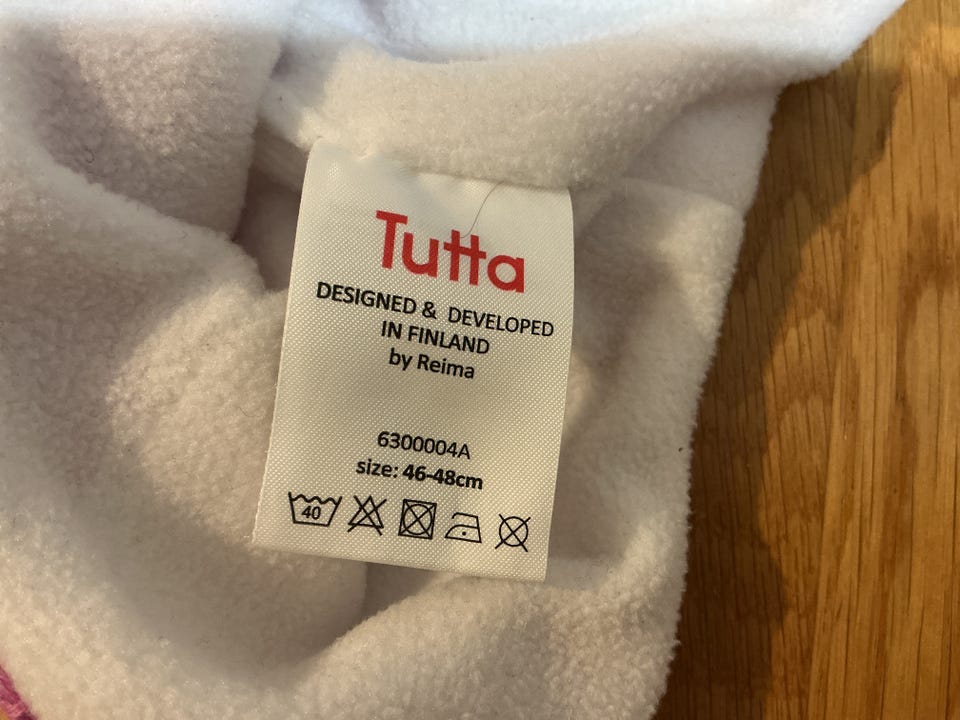 Tutta
DESIGNED & DEVELOPED
IN FINLAND
by Reima
6300004A
size: 46-48cm
40